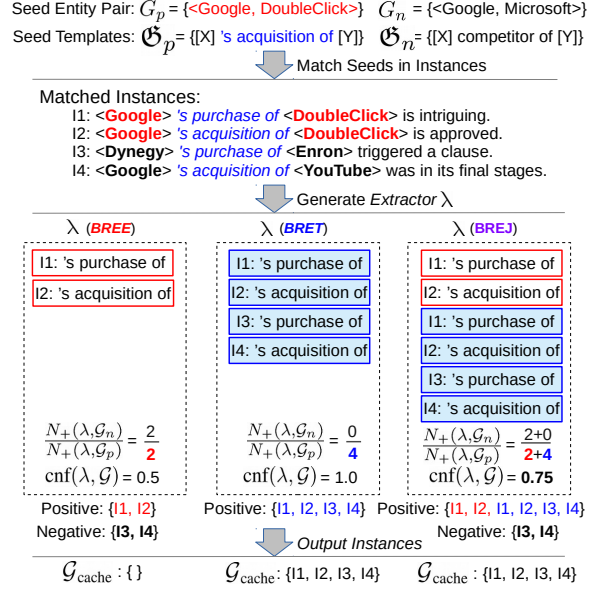 Seed Entity Pair: G_p = {<Google, DoubleClick>} G_n = {<Google, Microsoft>}
Seed Templates: 𝕲_p = {[X] 's acquisition of [Y]} 𝕲_n = {[X] competitor of [Y]}
Match Seeds in Instances
Matched Instances:
I1: <Google> 's purchase of <DoubleClick> is intriguing.
I2: <Google> 's acquisition of <DoubleClick> is approved.
I3: <Dynegy> 's purchase of <Enron> triggered a clause.
I4: <Google> 's acquisition of <YouTube> was in its final stages.
Generate Extractor λ
λ (BREE) λ (BRET) λ (BREJ)
I1: 's purchase of
I2: 's acquisition of
N₊(λ,𝒢_n) / N₊(λ,𝒢_p) = 2 / 2
cnf(λ, 𝒢) = 0.5
Positive: {I1, I2}
Negative: {I3, I4}
I1: 's purchase of
I2: 's acquisition of
I3: 's purchase of
I4: 's acquisition of
N₊(λ,𝒢_n) / N₊(λ,𝒢_p) = 0 / 4
cnf(λ, 𝒢) = 1.0
Positive: {I1, I2, I3, I4}
I1: 's purchase of
I2: 's acquisition of
I1: 's purchase of
I2: 's acquisition of
I3: 's purchase of
I4: 's acquisition of
N₊(λ,𝒢_n) / N₊(λ,𝒢_p) = 2+0 / 2+4
cnf(λ, 𝒢) = 0.75
Positive: {I1, I2, I1, I2, I3, I4}
Negative: {I3, I4}
Output Instances
𝒢_cache : { } 𝒢_cache : {I1, I2, I3, I4} 𝒢_cache : {I1, I2, I3, I4}